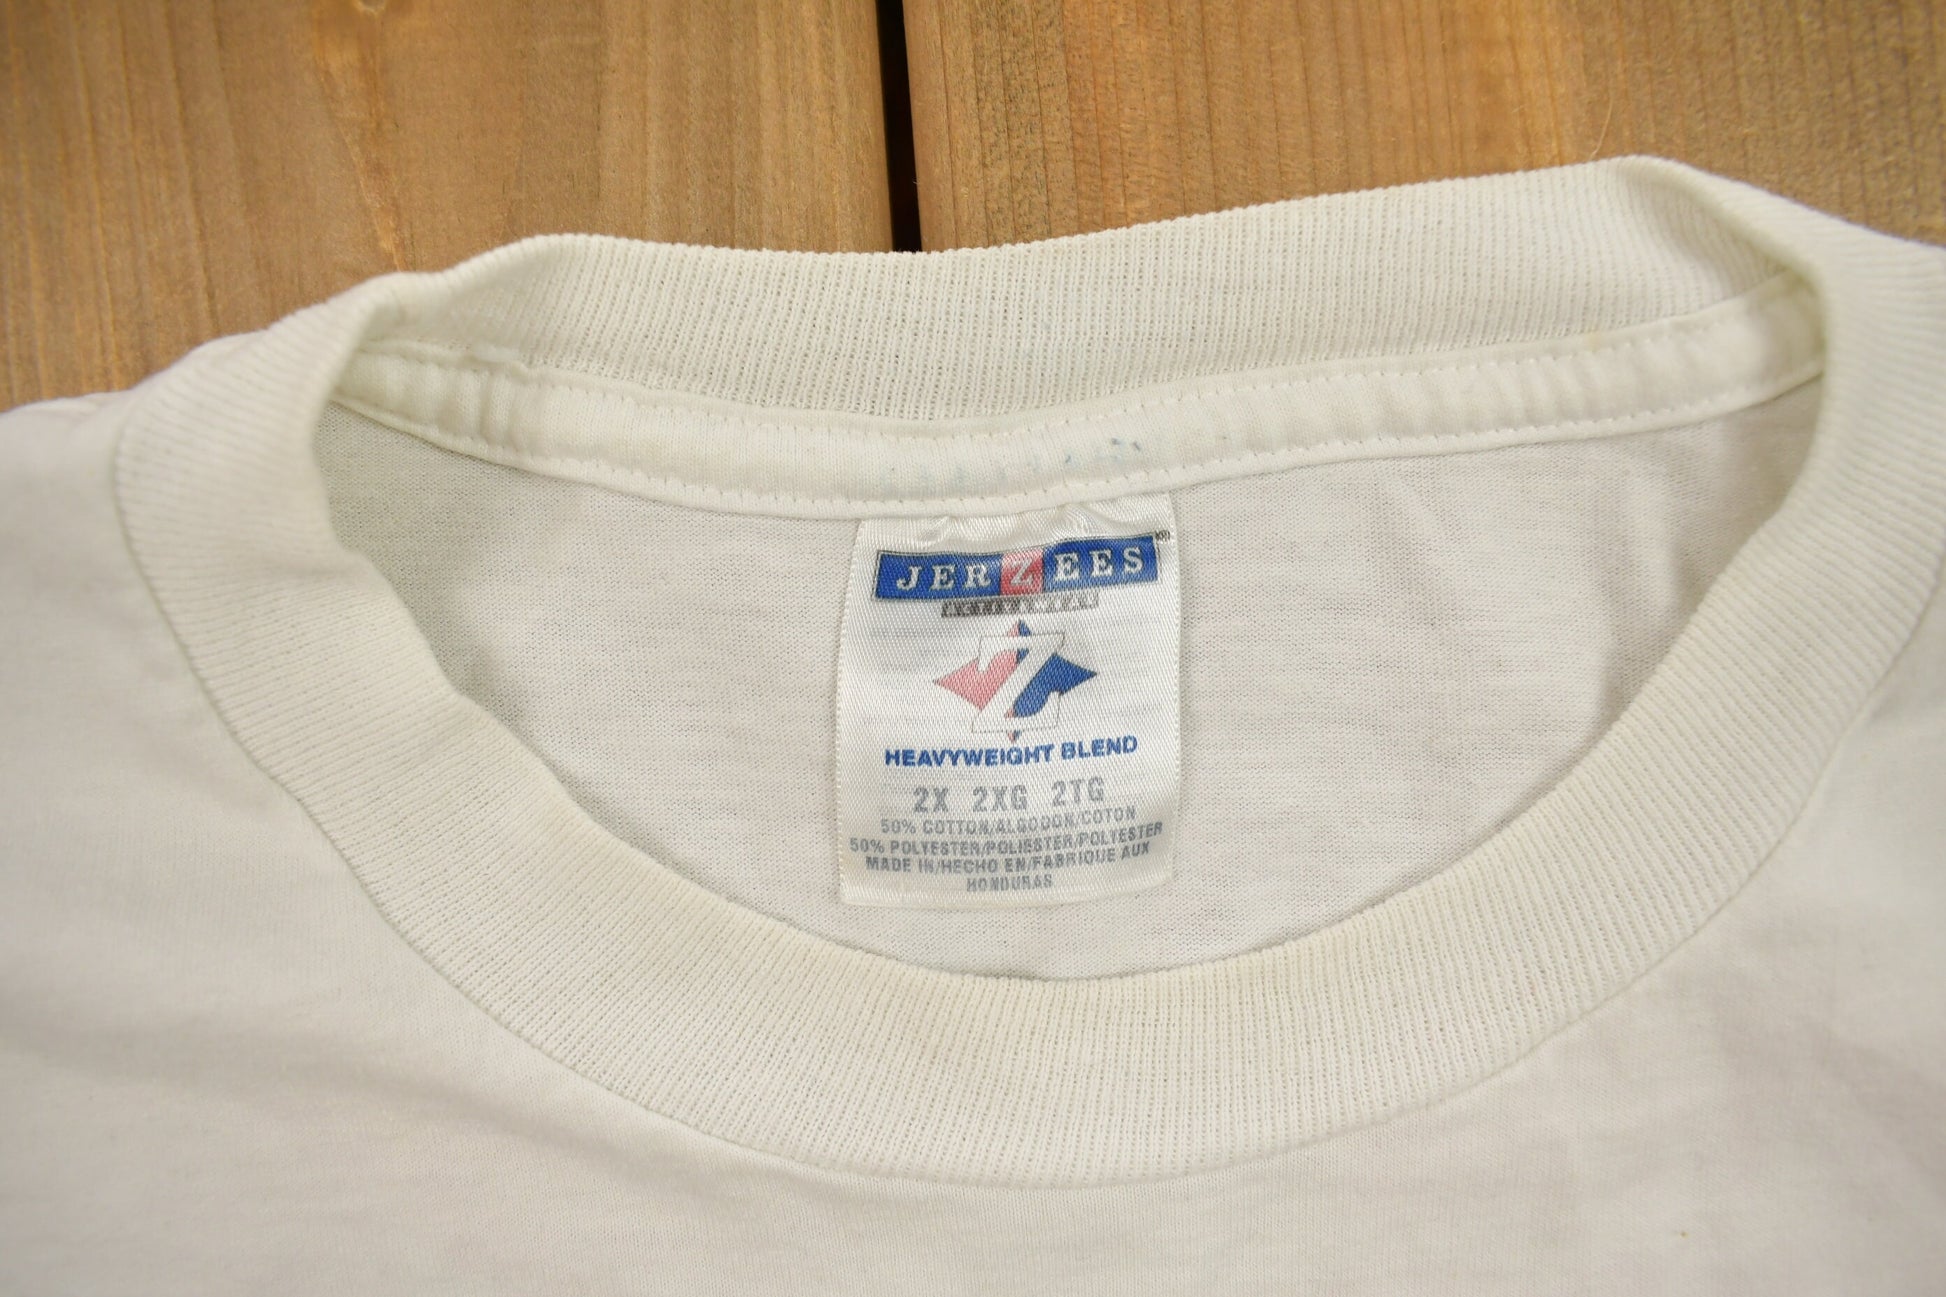 JERZEES
Z
HEAVYWEIGHT BLEND
2X 2XG 2TG
50% COTTON/ALGODON/COTON
50% POLYESTER/POLIESTER/POLYESTER
MADE IN/HECHO EN/FABRIQUE AUX
HONDURAS